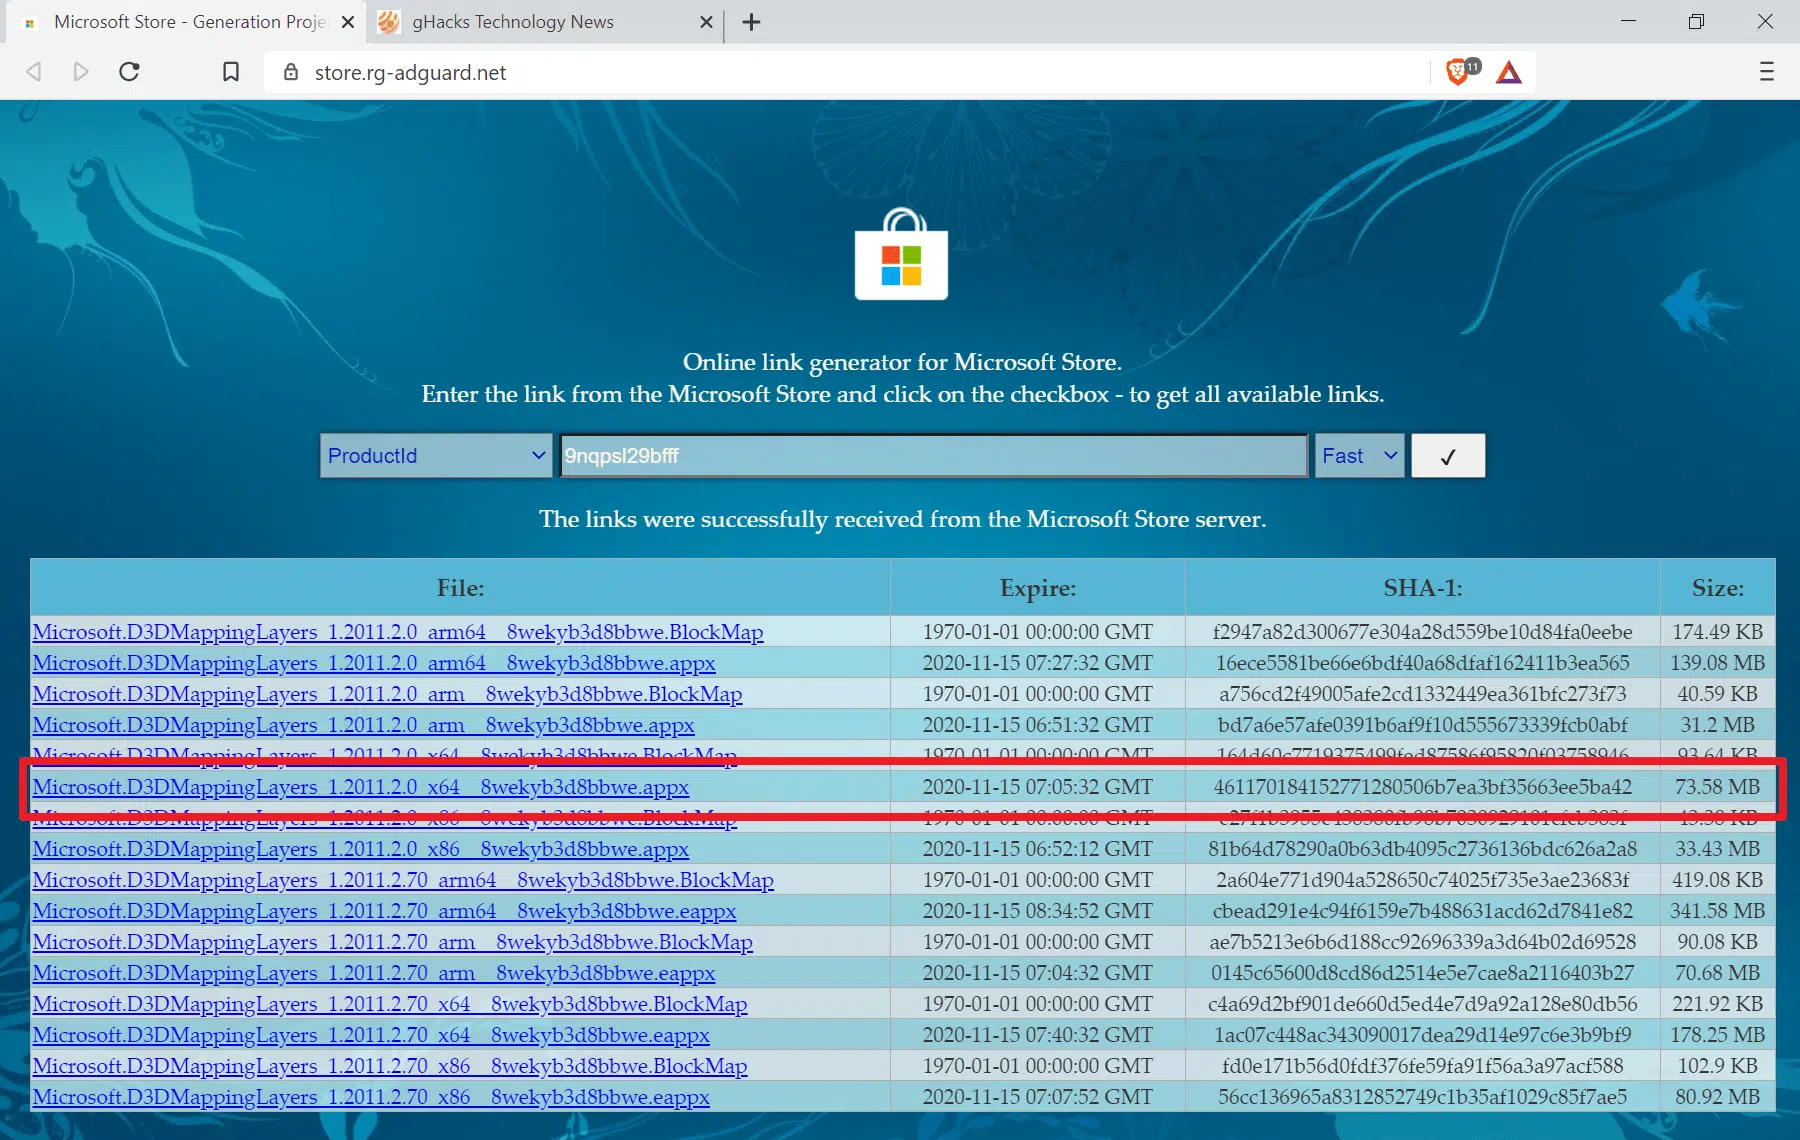 Microsoft Store - Generation Proje
gHacks Technology News
store.rg-adguard.net
11
Online link generator for Microsoft Store.
Enter the link from the Microsoft Store and click on the checkbox - to get all available links.
ProductId 9nqpsl29bfff Fast ✓
The links were successfully received from the Microsoft Store server.
File: Expire: SHA-1: Size:
Microsoft.D3DMappingLayers_1.2011.2.0_arm64__8wekyb3d8bbwe.BlockMap 1970-01-01 00:00:00 GMT f2947a82d300677e304a28d559be10d84fa0eebe 174.49 KB
Microsoft.D3DMappingLayers_1.2011.2.0_arm64__8wekyb3d8bbwe.appx 2020-11-15 07:27:32 GMT 16ece5581be66e6bdf40a68dfaf162411b3ea565 139.08 MB
Microsoft.D3DMappingLayers_1.2011.2.0_arm__8wekyb3d8bbwe.BlockMap 1970-01-01 00:00:00 GMT a756cd2f49005afe2cd1332449ea361bfc273f73 40.59 KB
Microsoft.D3DMappingLayers_1.2011.2.0_arm__8wekyb3d8bbwe.appx 2020-11-15 06:51:32 GMT bd7a6e57afe0391b6af9f10d555673339fcb0abf 31.2 MB
Microsoft.D3DMappingLayers_1.2011.2.0_x64__8wekyb3d8bbwe.BlockMap 1970-01-01 00:00:00 GMT 164d60c7719375499fed87586f95820f03758946 93.64 KB
Microsoft.D3DMappingLayers_1.2011.2.0_x64__8wekyb3d8bbwe.appx 2020-11-15 07:05:32 GMT 461170184152771280506b7ea3bf35663ee5ba42 73.58 MB
Microsoft.D3DMappingLayers_1.2011.2.0_x86__8wekyb3d8bbwe.BlockMap 1970-01-01 00:00:00 GMT KB
Microsoft.D3DMappingLayers_1.2011.2.0_x86__8wekyb3d8bbwe.appx 2020-11-15 06:52:12 GMT 81b64d78290a0b63db4095c2736136bdc626a2a8 33.43 MB
Microsoft.D3DMappingLayers_1.2011.2.70_arm64__8wekyb3d8bbwe.BlockMap 1970-01-01 00:00:00 GMT 2a604e771d904a528650c74025f735e3ae23683f 419.08 KB
Microsoft.D3DMappingLayers_1.2011.2.70_arm64__8wekyb3d8bbwe.eappx 2020-11-15 08:34:52 GMT cbead291e4c94f6159e7b488631acd62d7841e82 341.58 MB
Microsoft.D3DMappingLayers_1.2011.2.70_arm__8wekyb3d8bbwe.BlockMap 1970-01-01 00:00:00 GMT ae7b5213e6b6d188cc92696339a3d64b02d69528 90.08 KB
Microsoft.D3DMappingLayers_1.2011.2.70_arm__8wekyb3d8bbwe.eappx 2020-11-15 07:04:32 GMT 0145c65600d8cd86d2514e5e7cae8a2116403b27 70.68 MB
Microsoft.D3DMappingLayers_1.2011.2.70_x64__8wekyb3d8bbwe.BlockMap 1970-01-01 00:00:00 GMT c4a69d2bf901de660d5ed4e7d9a92a128e80db56 221.92 KB
Microsoft.D3DMappingLayers_1.2011.2.70_x64__8wekyb3d8bbwe.eappx 2020-11-15 07:40:32 GMT 1ac07c448ac343090017dea29d14e97c6e3b9bf9 178.25 MB
Microsoft.D3DMappingLayers_1.2011.2.70_x86__8wekyb3d8bbwe.BlockMap 1970-01-01 00:00:00 GMT fd0e171b56d0fdf376fe59fa91f56a3a97acf588 102.9 KB
Microsoft.D3DMappingLayers_1.2011.2.70_x86__8wekyb3d8bbwe.eappx 2020-11-15 07:07:52 GMT 56cc136965a8312852749c1b35af1029c85f7ae5 80.92 MB